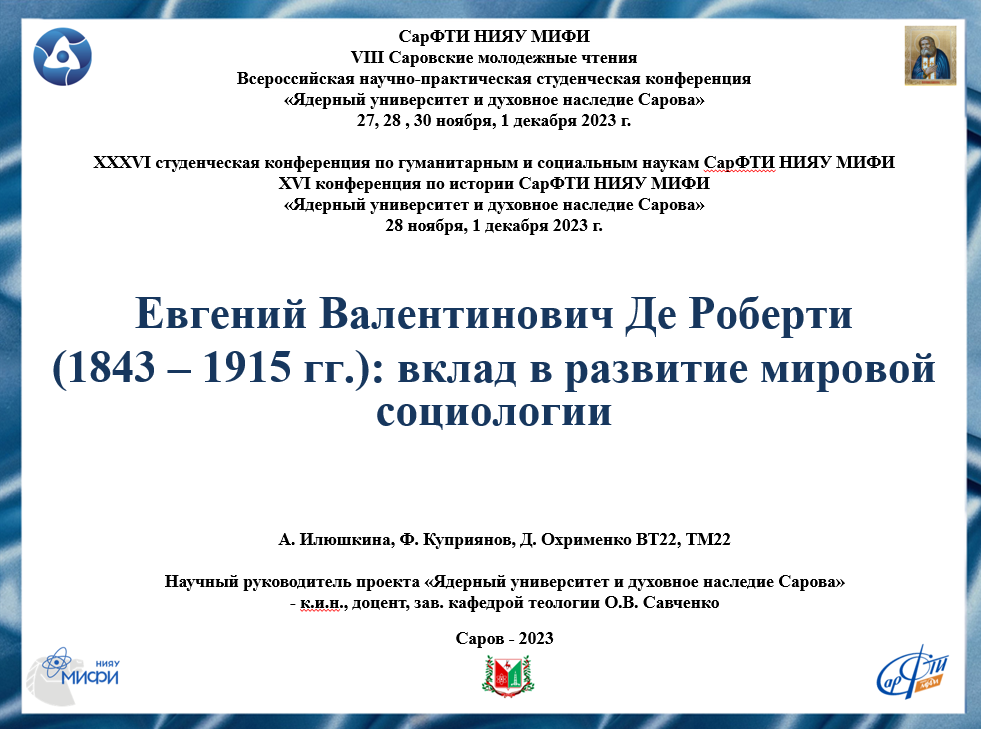 СарФТИ НИЯУ МИФИ
VIII Саровские молодежные чтения
Всероссийская научно-практическая студенческая конференция
«Ядерный университет и духовное наследие Сарова»
27, 28 , 30 ноября, 1 декабря 2023 г.
XXXVI студенческая конференция по гуманитарным и социальным наукам СарФТИ НИЯУ МИФИ
XVI конференция по истории СарФТИ НИЯУ МИФИ
«Ядерный университет и духовное наследие Сарова»
28 ноября, 1 декабря 2023 г.
Евгений Валентинович Де Роберти
(1843 – 1915 гг.): вклад в развитие мировой
социологии
А. Илюшкина, Ф. Куприянов, Д. Охрименко ВТ22, ТМ22
Научный руководитель проекта «Ядерный университет и духовное наследие Сарова»
- к.и.н., доцент, зав. кафедрой теологии О.В. Савченко
Саров - 2023
НИЯУ
МИФИ
СарФТИ